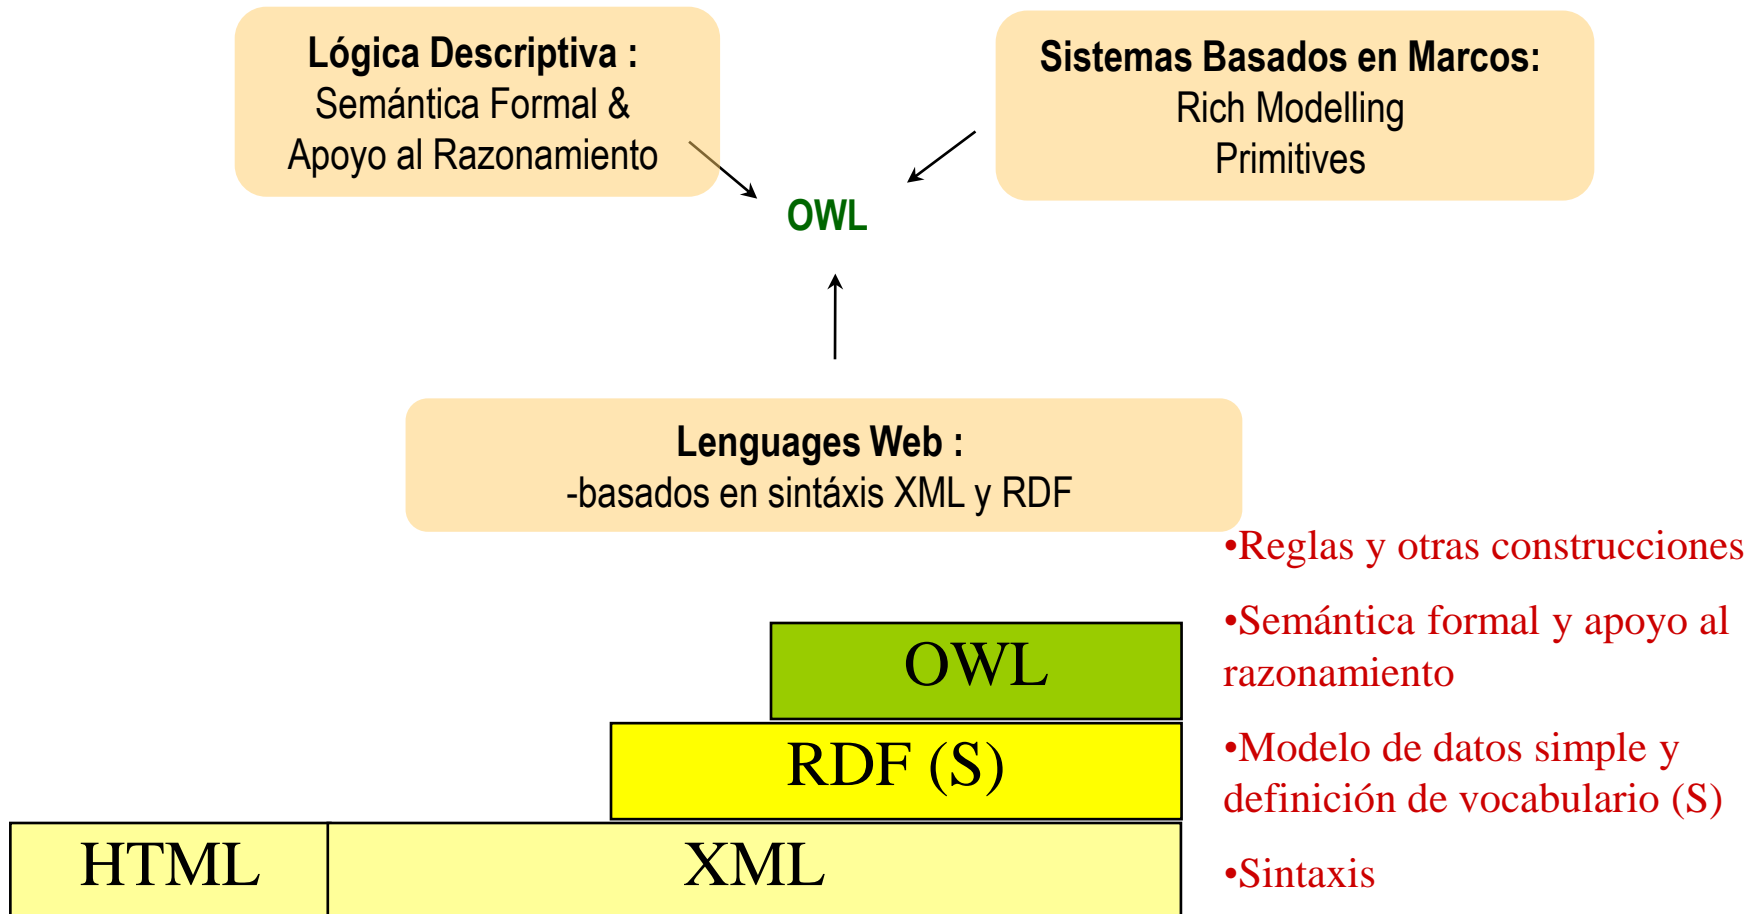 Lógica Descriptiva :
Semántica Formal &
Apoyo al Razonamiento
Sistemas Basados en Marcos:
Rich Modelling
Primitives
OWL
Lenguages Web :
-basados en sintáxis XML y RDF
•Reglas y otras construcciones
OWL
•Semántica formal y apoyo al
razonamiento
RDF (S)
•Modelo de datos simple y
definición de vocabulario (S)
HTML
XML
•Sintaxis